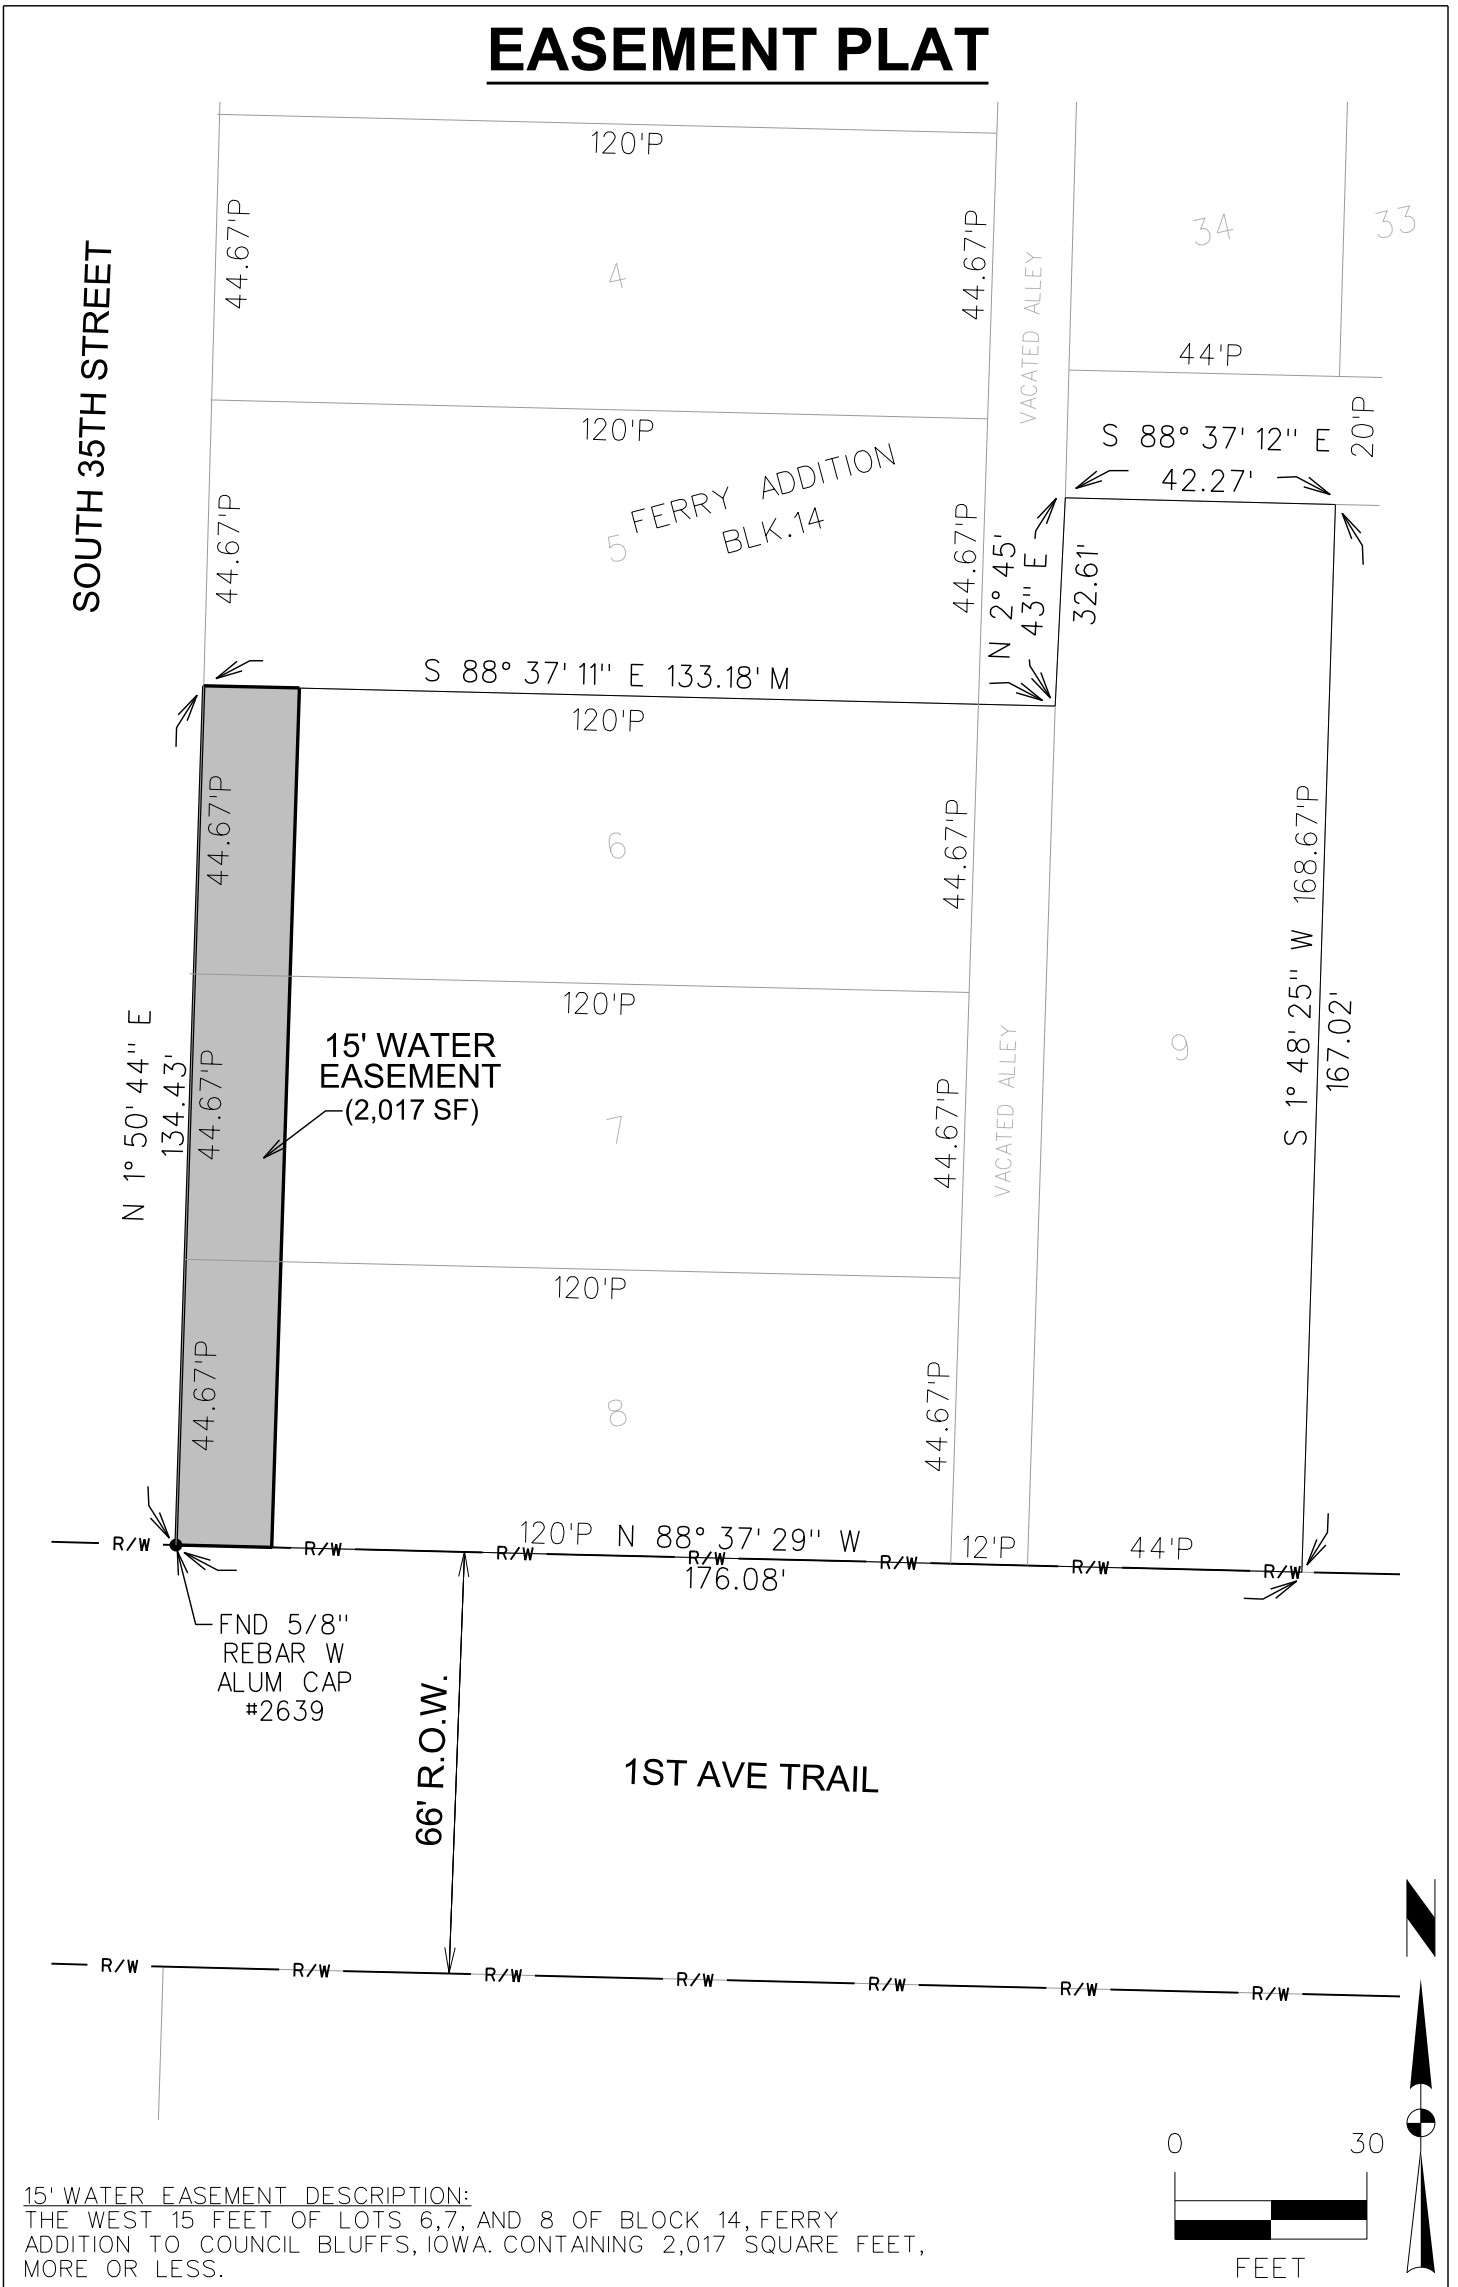 EASEMENT PLAT
120'P
44.67'P
44.67'P
4
VACATED ALLEY
34
33
SOUTH 35TH STREET
44'P
20'P
120'P
S 88° 37' 12" E
42.27'
44.67'P
FERRY ADDITION
BLK.14
5
44.67'P
N 2° 45'
43" E
32.61'
S 88° 37' 11" E 133.18' M
120'P
44.67'P
6
44.67'P
S 1° 48' 25" W 168.67'P
167.02'
120'P
N 1° 50' 44" E
134.43'
44.67'P
15' WATER
EASEMENT
(2,017 SF)
7
44.67'P
VACATED ALLEY
9
120'P
44.67'P
8
44.67'P
120'P N 88° 37' 29" W
12'P
44'P
R/W R/W R/W R/W R/W R/W R/W
176.08'
FND 5/8"
REBAR W
ALUM CAP
#2639
66' R.O.W.
1ST AVE TRAIL
N
R/W R/W R/W R/W R/W R/W R/W
0 30
FEET
15' WATER EASEMENT DESCRIPTION:
THE WEST 15 FEET OF LOTS 6,7, AND 8 OF BLOCK 14, FERRY
ADDITION TO COUNCIL BLUFFS, IOWA. CONTAINING 2,017 SQUARE FEET,
MORE OR LESS.